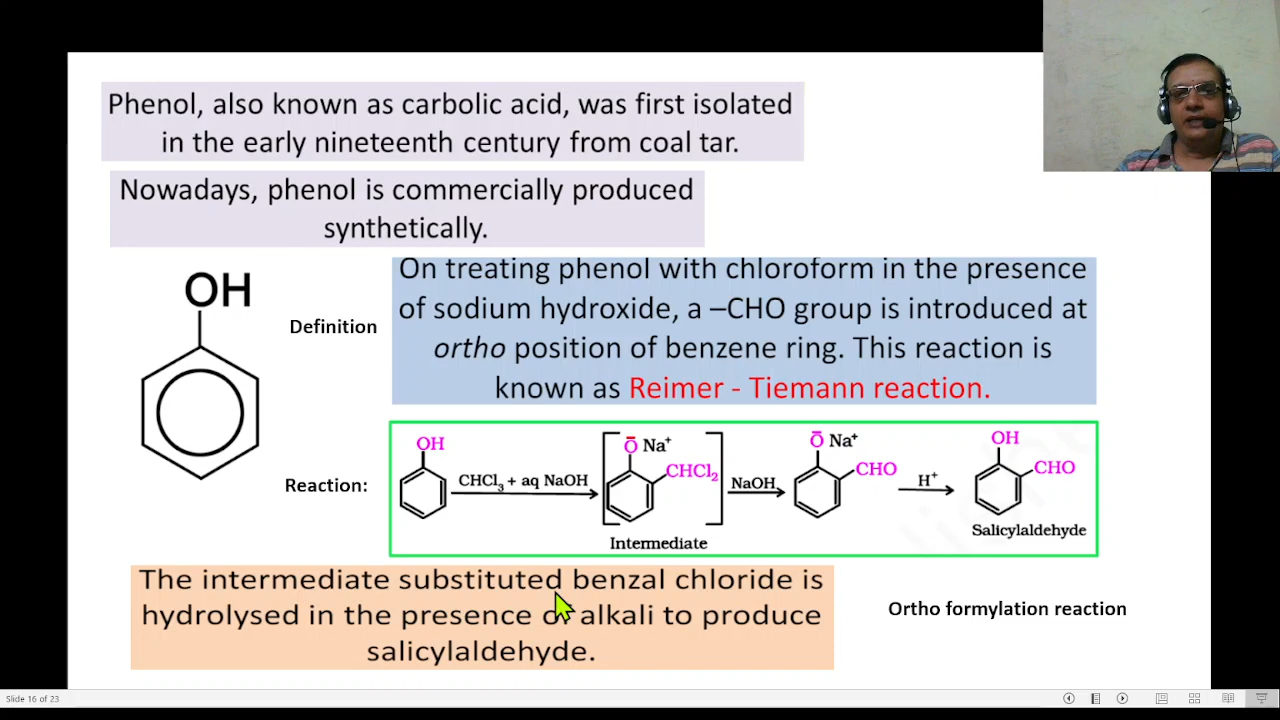 Phenol, also known as carbolic acid, was first isolated
in the early nineteenth century from coal tar.
Nowadays, phenol is commercially produced
synthetically.
OH
Definition
On treating phenol with chloroform in the presence
of sodium hydroxide, a –CHO group is introduced at
ortho position of benzene ring. This reaction is
known as Reimer - Tiemann reaction.
Reaction:
OH
CHCl₃ + aq NaOH
Ō Na⁺
CHCl₂
Intermediate
NaOH
Ō Na⁺
CHO
H⁺
OH
CHO
Salicylaldehyde
The intermediate substituted benzal chloride is
hydrolysed in the presence of alkali to produce
salicylaldehyde.
Ortho formylation reaction
Slide 16 of 23